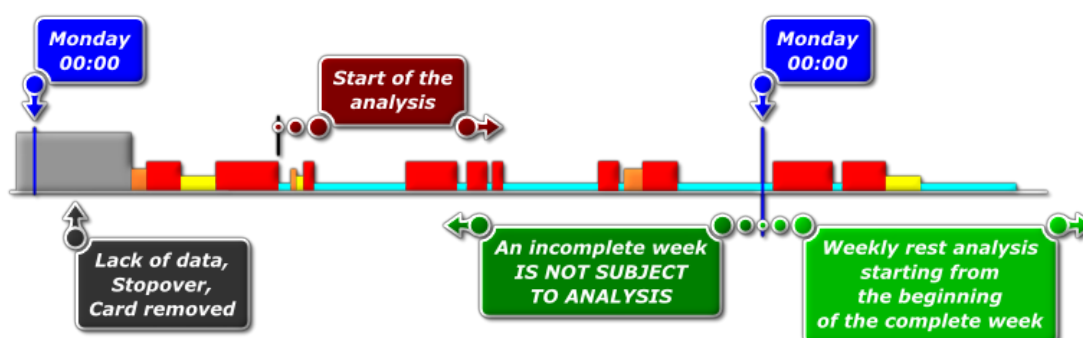 Monday
00:00
Start of the
analysis
Monday
00:00
Lack of data,
Stopover,
Card removed
An incomplete week
IS NOT SUBJECT
TO ANALYSIS
Weekly rest analysis
starting from
the beginning
of the complete week